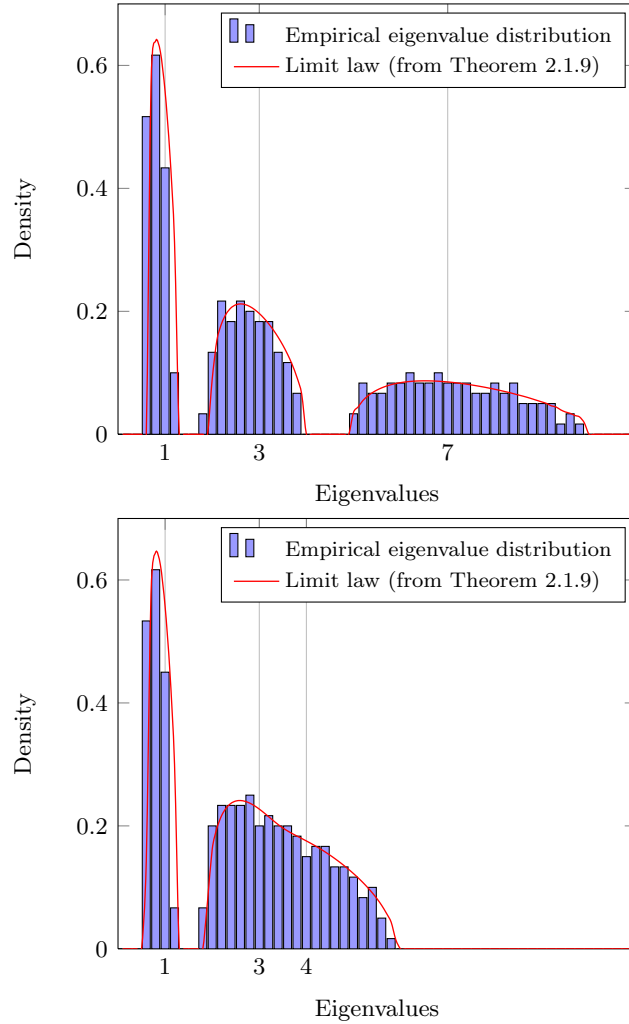 Empirical eigenvalue distribution
Limit law (from Theorem 2.1.9)
0.6
0.4
0.2
0
Density
1 3 7
Eigenvalues
Empirical eigenvalue distribution
Limit law (from Theorem 2.1.9)
0.6
0.4
0.2
0
Density
1 3 4
Eigenvalues